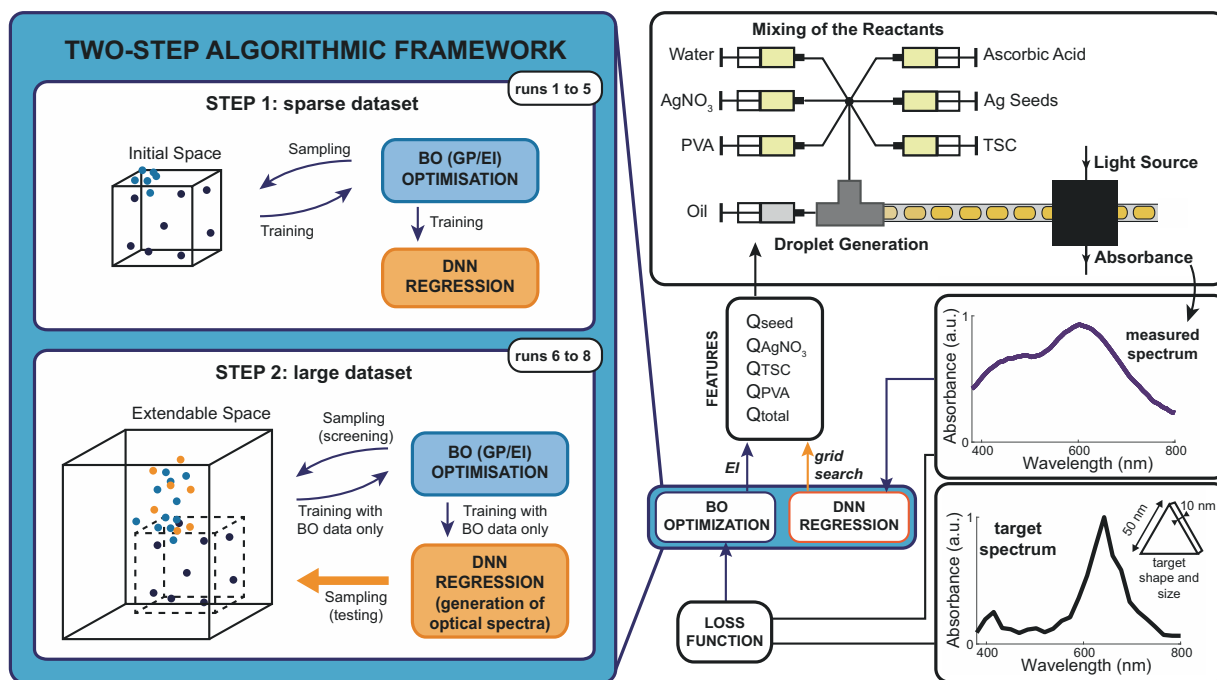 TWO-STEP ALGORITHMIC FRAMEWORK
runs 1 to 5
STEP 1: sparse dataset
Initial Space
Sampling
Training
BO (GP/EI)
OPTIMISATION
Training
DNN
REGRESSION
runs 6 to 8
STEP 2: large dataset
Extendable Space
Sampling
(screening)
Training with
BO data only
BO (GP/EI)
OPTIMISATION
Training with
BO data only
DNN
REGRESSION
(generation of
optical spectra)
Sampling
(testing)
Mixing of the Reactants
Water
Ascorbic Acid
AgNO₃
Ag Seeds
PVA
TSC
Oil
Light Source
Droplet Generation
Absorbance
FEATURES
Qseed
QAgNO₃
QTSC
QPVA
Qtotal
EI
grid
search
BO
OPTIMIZATION
DNN
REGRESSION
LOSS
FUNCTION
Absorbance (a.u.)
1
0
measured
spectrum
400
600
800
Wavelength (nm)
Absorbance (a.u.)
1
0
target
spectrum
50 nm
10 nm
target
shape and
size
400
600
800
Wavelength (nm)